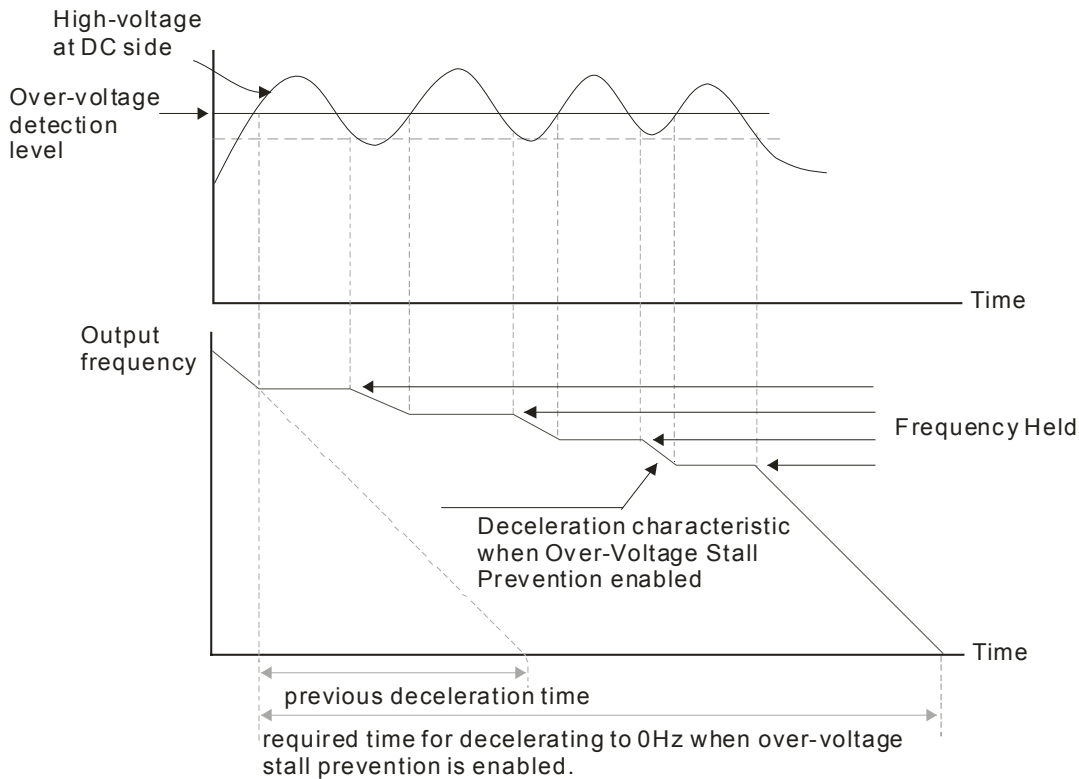 High-voltage
at DC side
Over-voltage
detection
level
Time
Output
frequency
Frequency Held
Deceleration characteristic
when Over-Voltage Stall
Prevention enabled
Time
previous deceleration time
required time for decelerating to 0Hz when over-voltage
stall prevention is enabled.